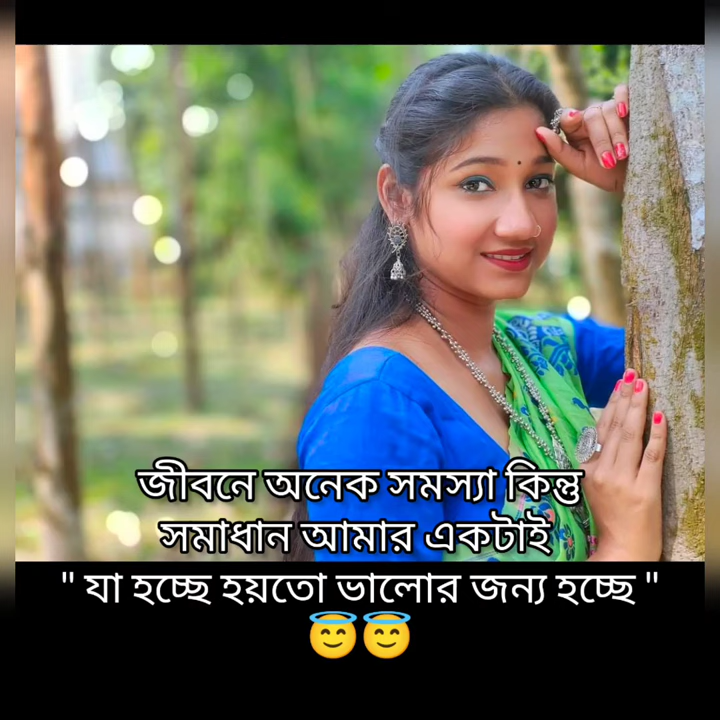 জীবনে অনেক সমস্যা কিন্তু
সমাধান আমার একটাই
" যা হচ্ছে হয়তো ভালোর জন্য হচ্ছে "
😇😇